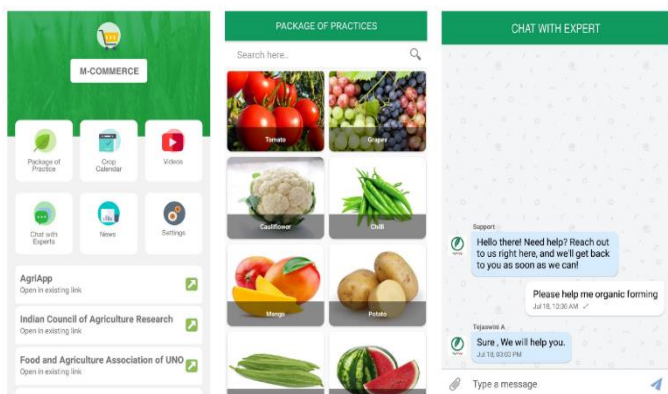 M-COMMERCE
Package of
Practice
Crop
Calendar
Videos
Chat with
Experts
News
Settings
AgriApp
Open in existing link
Indian Council of Agriculture Research
Open in existing link
Food and Agriculture Association of UNO
Open in existing link
PACKAGE OF PRACTICES
Search here..
Tomato
Grapes
Cauliflower
Chilli
Mango
Potato
CHAT WITH EXPERT
Support
Hello there! Need help? Reach out
to us right here, and we'll get back
to you as soon as we can!
Please help me organic forming
Jul 18, 10:30 AM ✓
Tejaswini A
Sure , We will help you.
Jul 18, 03:03 PM
Type a message